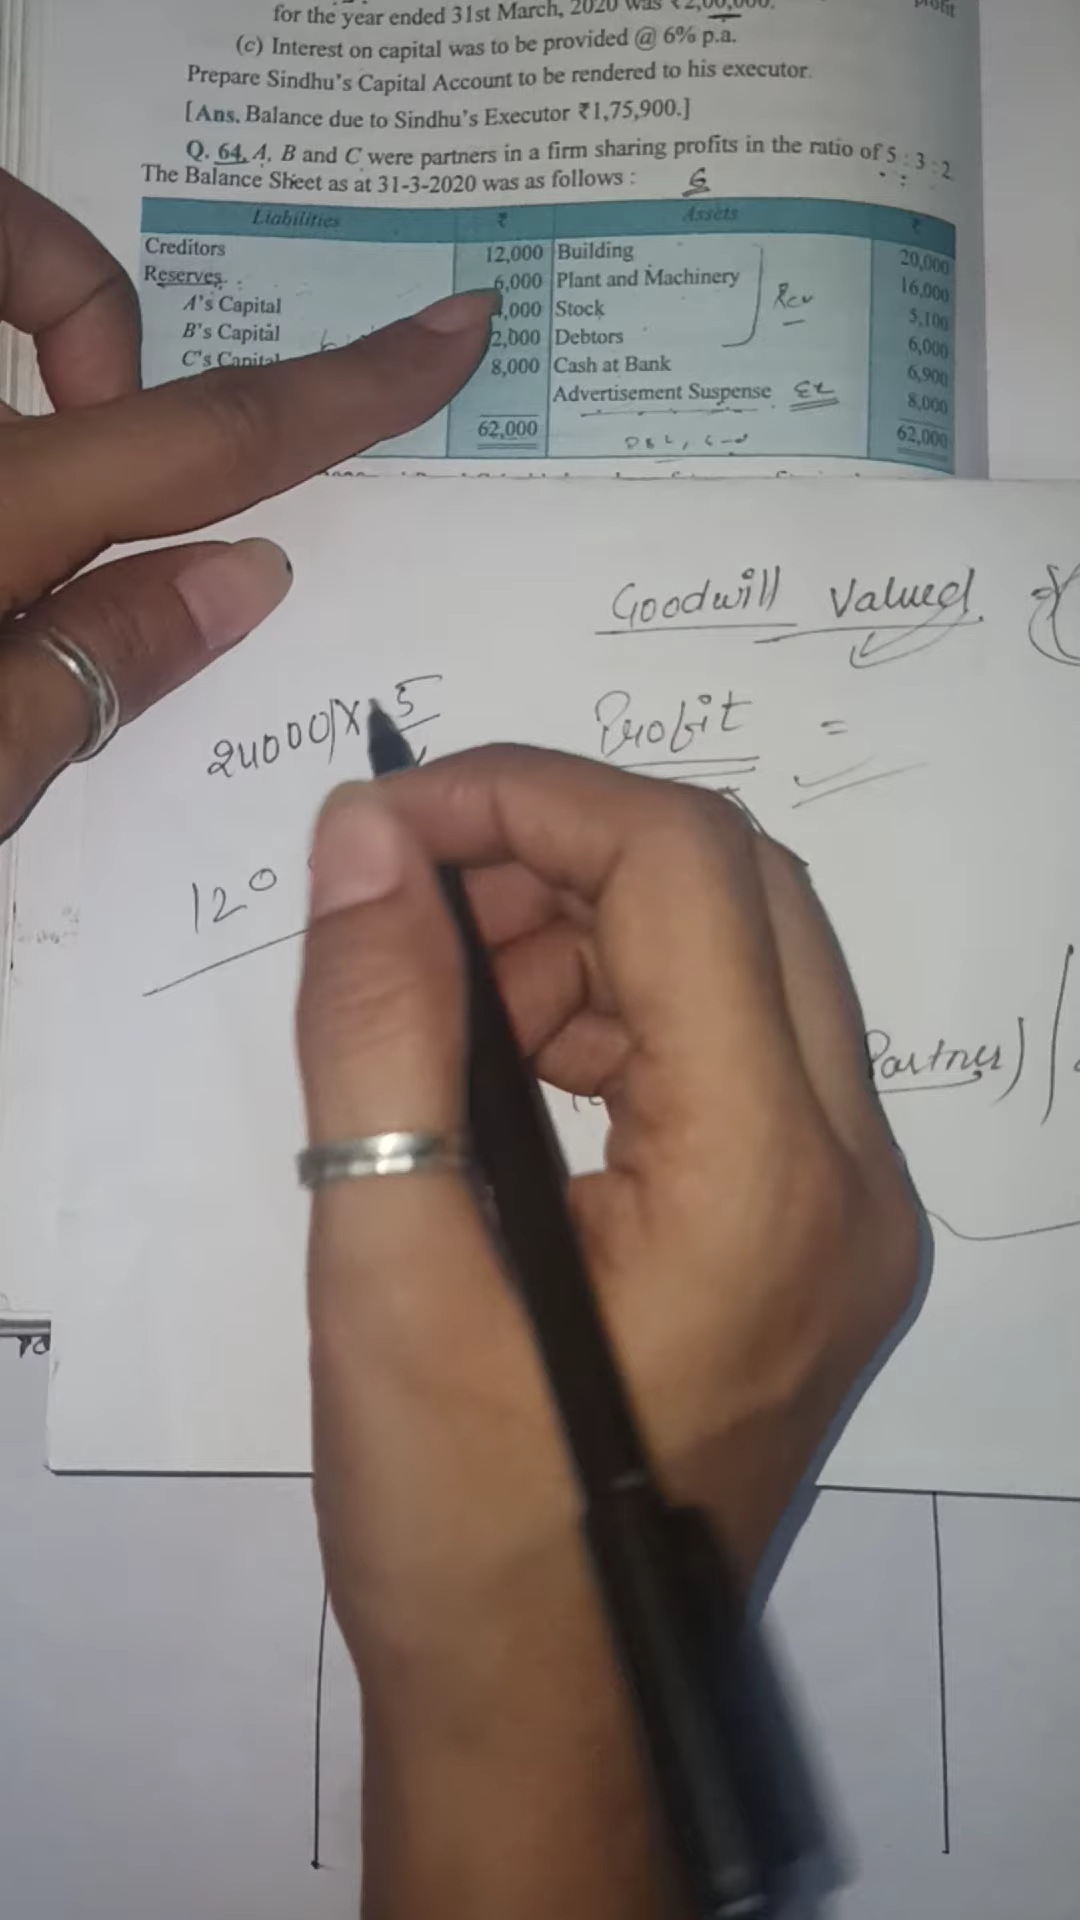 for the year ended 31st March, 2020 was ₹2,00,000.
profit
(c) Interest on capital was to be provided @ 6% p.a.
Prepare Sindhu's Capital Account to be rendered to his executor.
[Ans. Balance due to Sindhu's Executor ₹1,75,900.]
Q. 64. A, B and C were partners in a firm sharing profits in the ratio of 5 : 3 : 2.
The Balance Sheet as at 31-3-2020 was as follows :
Liabilities ₹ Assets ₹
Creditors 12,000 Building 20,000
Reserves 6,000 Plant and Machinery 16,000
A's Capital ,000 Stock 5,100
B's Capital 2,000 Debtors 6,000
C's Capital 8,000 Cash at Bank 6,900
Advertisement Suspense 8,000
62,000 62,000
Rev
Goodwill Valued
24000 X 5
Profit =
120
Partner)